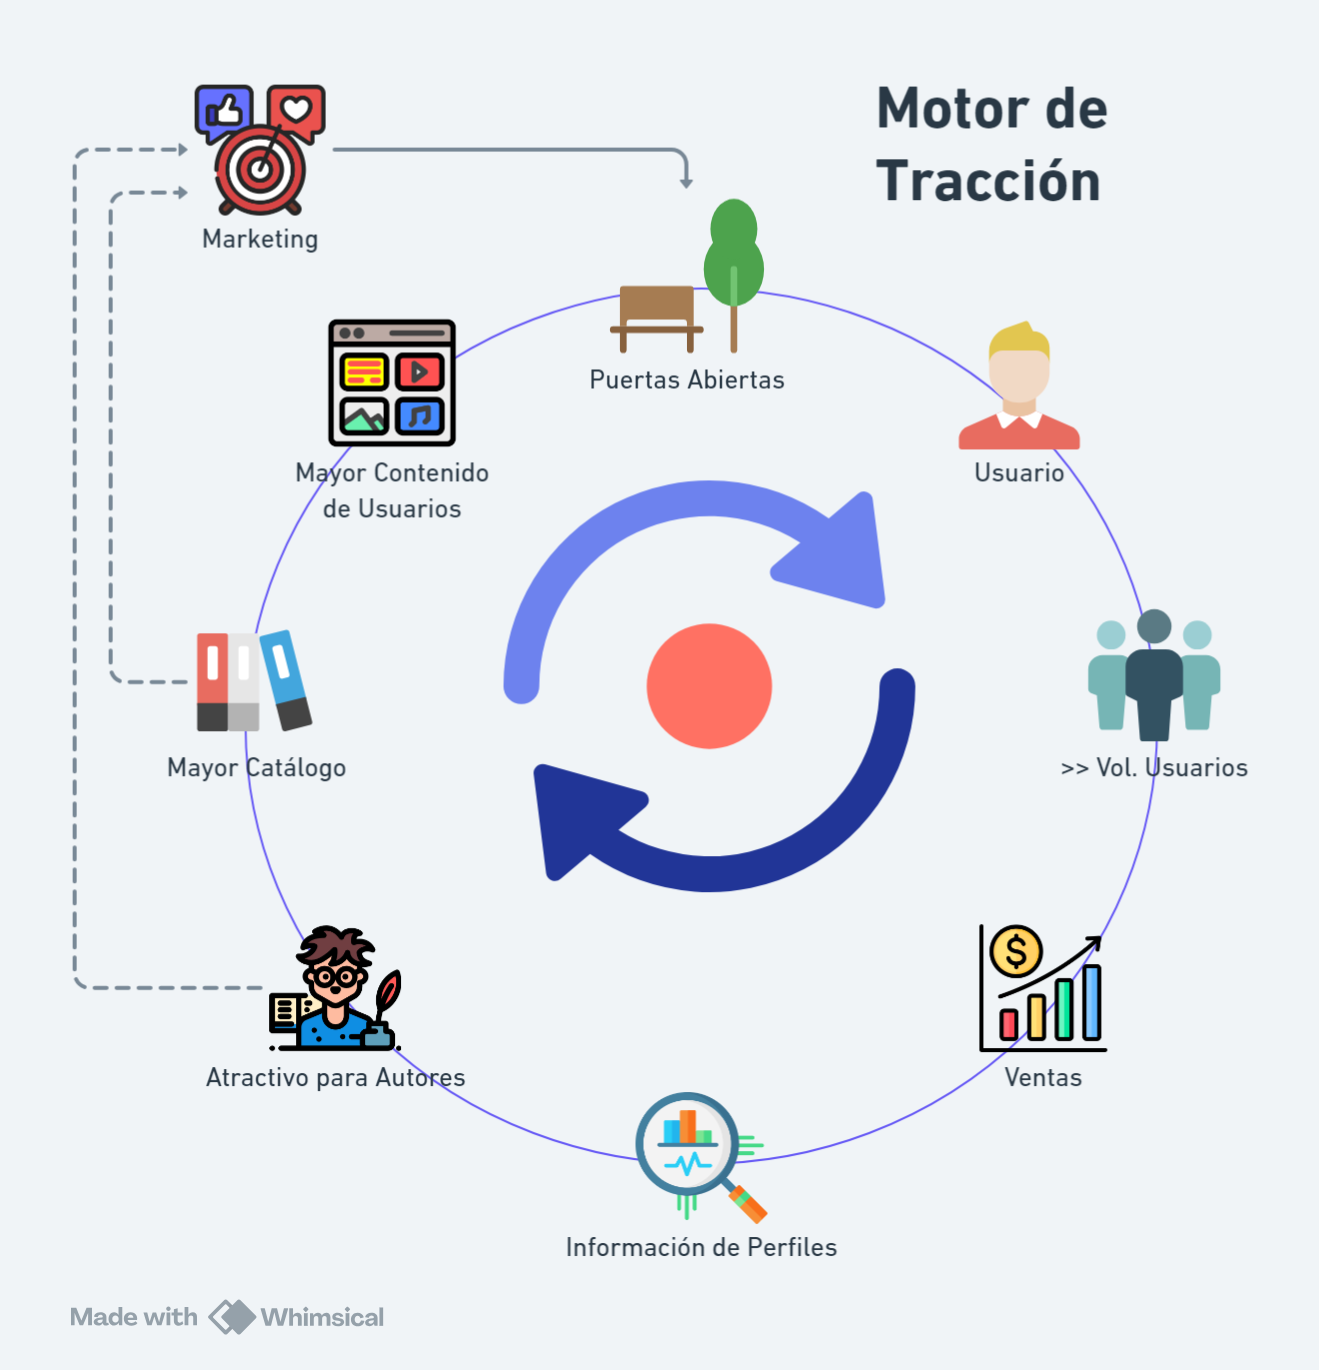 Motor de
Tracción
Marketing
Puertas Abiertas
Mayor Contenido
de Usuarios
Usuario
Mayor Catálogo
>> Vol. Usuarios
$
Atractivo para Autores
Ventas
Información de Perfiles
Made with Whimsical